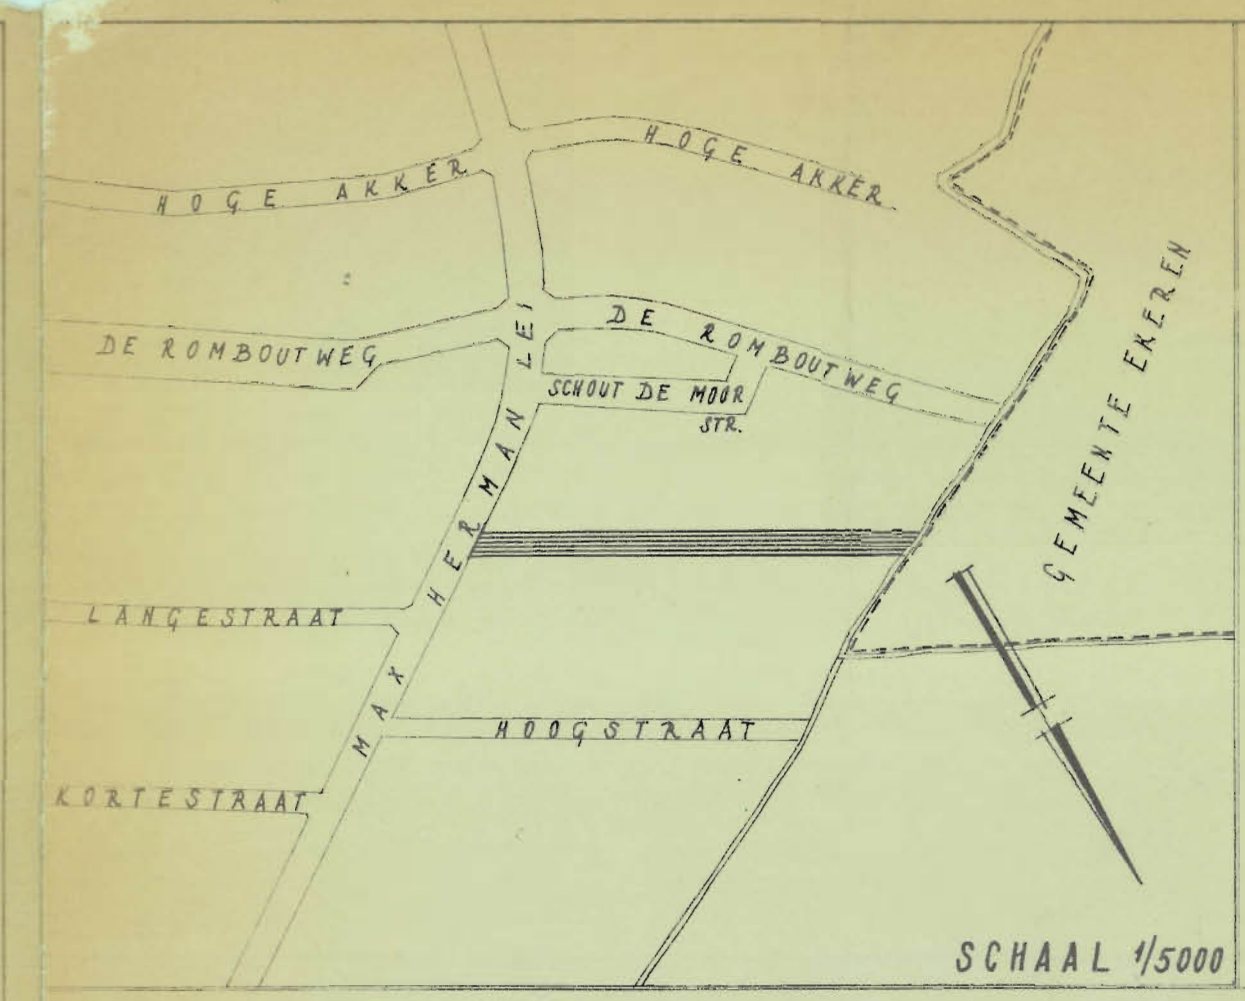 HOGE AKKER
HOGE AKKER
GEMEENTE EKEREN
DE ROMBOUTWEG
DE ROMBOUTWEG
SCHOUT DE MOOR
STR.
MAX HERMAN LEI
LANGESTRAAT
HOOGSTRAAT
KORTESTRAAT
SCHAAL 1/5000